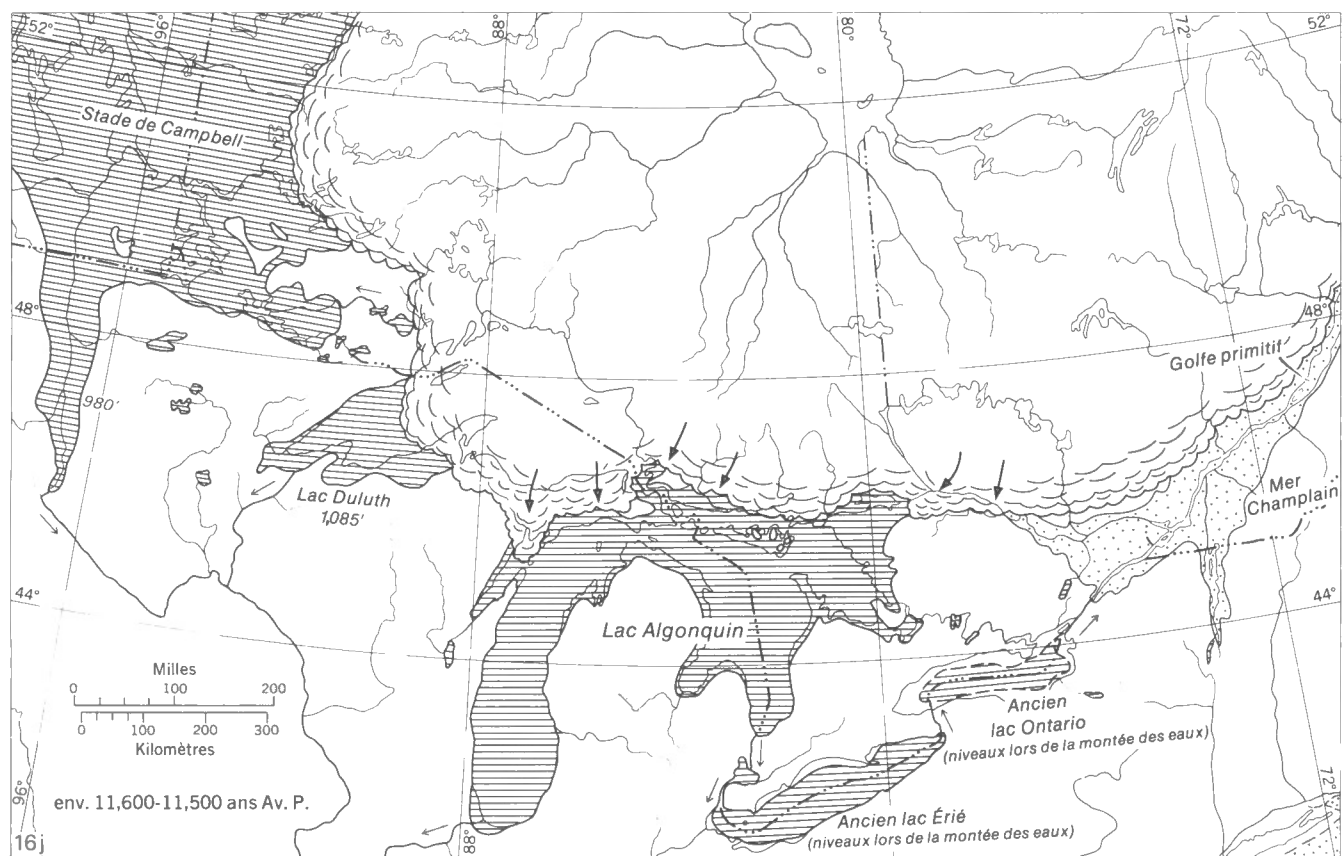 52°
96°
88°
80°
72°
52°
Stade de Campbell
48°
48°
Golfe primitif
980'
Lac Duluth
1,085'
Mer
Champlain
44°
44°
Lac Algonquin
Milles
0 100 200
0 100 200 300
Kilomètres
Ancien
lac Ontario
(niveaux lors de la montée des eaux)
96°
env. 11,600-11,500 ans Av. P.
Ancien lac Érié
(niveaux lors de la montée des eaux)
88°
72°
16j